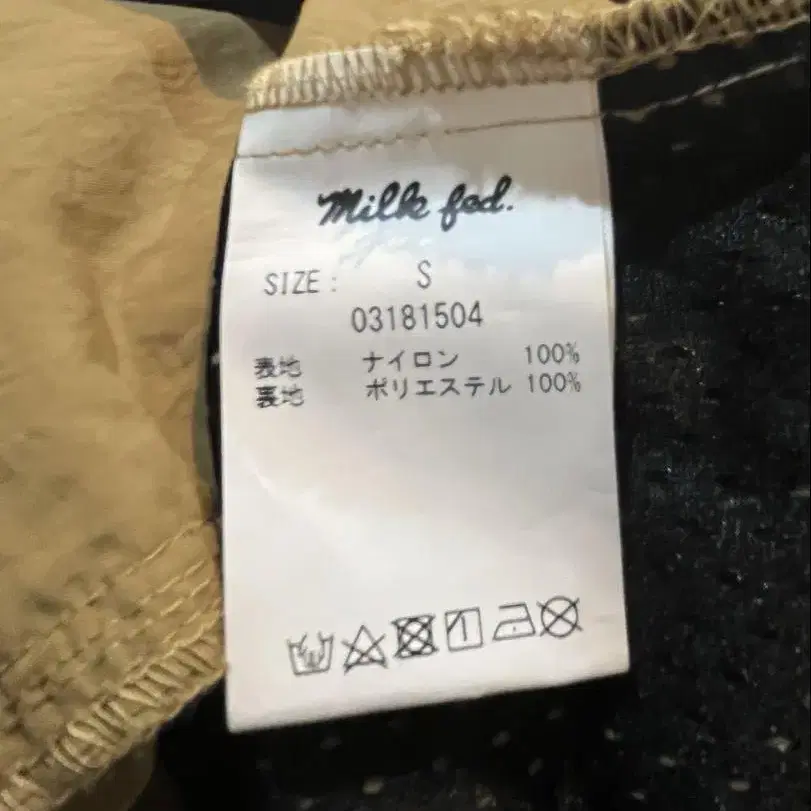 Milk fed.
SIZE : S
03181504
表地 ナイロン 100%
裏地 ポリエステル 100%